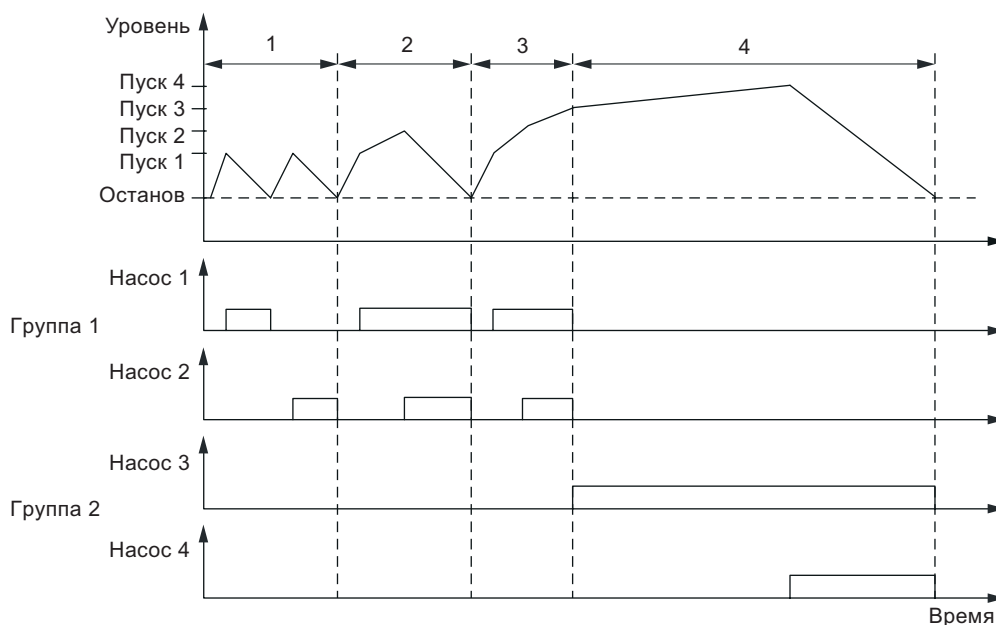 Уровень
1
2
3
4
Пуск 4
Пуск 3
Пуск 2
Пуск 1
Останов
Насос 1
Группа 1
Насос 2
Насос 3
Группа 2
Насос 4
Время